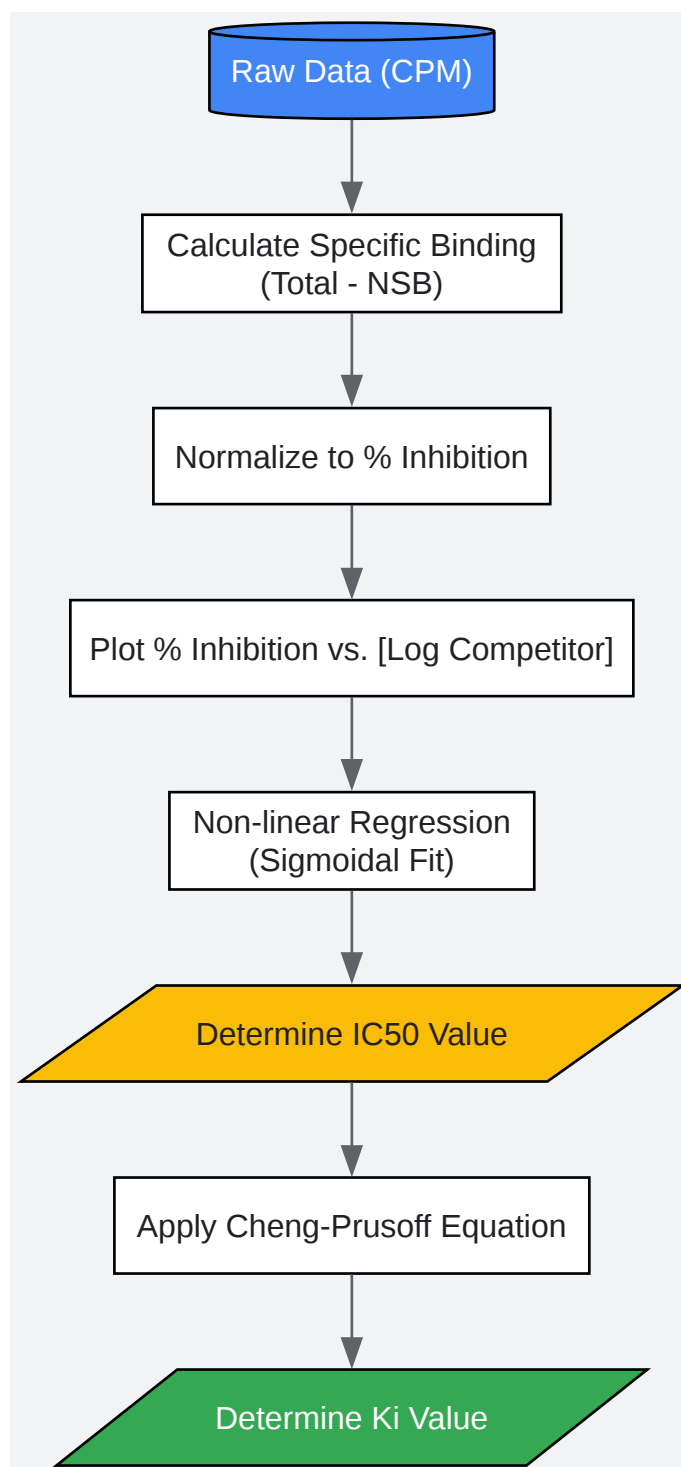 Raw Data (CPM)
Calculate Specific Binding
(Total - NSB)
Normalize to % Inhibition
Plot % Inhibition vs. [Log Competitor]
Non-linear Regression
(Sigmoidal Fit)
Determine IC50 Value
Apply Cheng-Prusoff Equation
Determine Ki Value